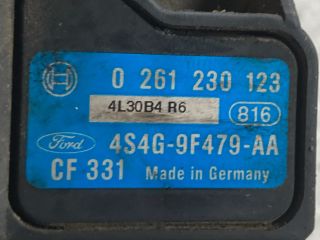 0 261 230 123
4L30B4 R6 816
Ford 4S4G-9F479-AA
CF 331 Made in Germany